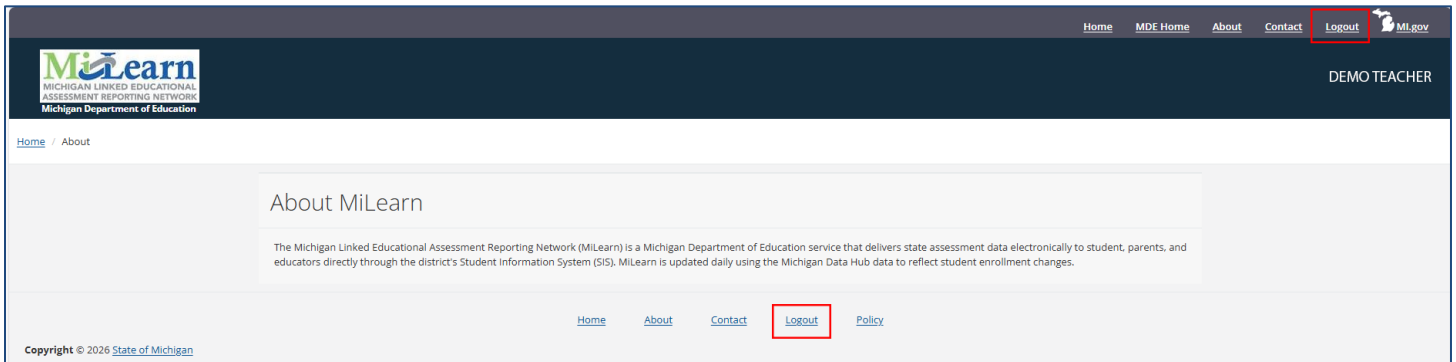 Home MDE Home About Contact Logout MI.gov
MiLearn
MICHIGAN LINKED EDUCATIONAL
ASSESSMENT REPORTING NETWORK
Michigan Department of Education
DEMO TEACHER
Home / About
About MiLearn
The Michigan Linked Educational Assessment Reporting Network (MiLearn) is a Michigan Department of Education service that delivers state assessment data electronically to student, parents, and
educators directly through the district's Student Information System (SIS). MiLearn is updated daily using the Michigan Data Hub data to reflect student enrollment changes.
Home About Contact Logout Policy
Copyright © 2026 State of Michigan